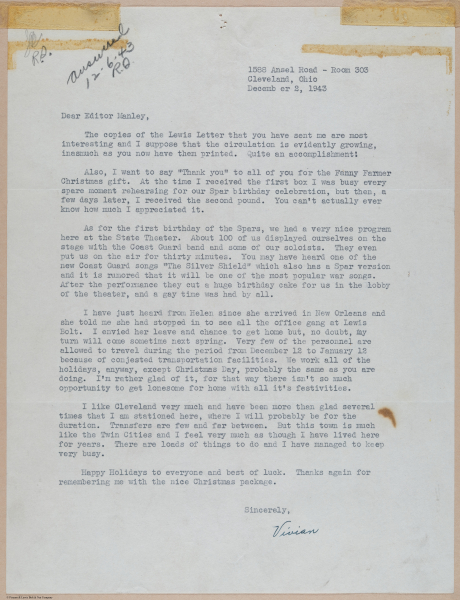 answered
12-6-43
R.D.
R.D.
1588 Ansel Road - Room 303
Cleveland, Ohio
December 2, 1943
Dear Editor Manley,
The copies of the Lewis Letter that you have sent me are most
interesting and I suppose that the circulation is evidently growing,
inasmuch as you now have them printed. Quite an accomplishment!
Also, I want to say "Thank you" to all of you for the Fanny Farmer
Christmas gift. At the time I received the first box I was busy every
spare moment rehearsing for our Spar birthday celebration, but then, a
few days later, I received the second pound. You can't actually ever
know how much I appreciated it.
As for the first birthday of the Spars, we had a very nice program
here at the State Theater. About 100 of us displayed ourselves on the
stage with the Coast Guard band and some of our soloists. They even
put us on the air for thirty minutes. You may have heard one of the
new Coast Guard songs "The Silver Shield" which also has a Spar version
and it is rumored that it will be one of the most popular war songs.
After the performance they cut a huge birthday cake for us in the lobby
of the theater, and a gay time was had by all.
I have just heard from Helen since she arrived in New Orleans and
she told me she had stopped in to see all the office gang at Lewis
Bolt. I envied her leave and chance to get home but, no doubt, my
turn will come sometime next spring. Very few of the personnel are
allowed to travel during the period from December 12 to January 12
because of conjested transportation facilities. We work all of the
holidays, anyway, except Christmas Day, probably the same as you are
doing. I'm rather glad of it, for that way there isn't so much
opportunity to get lonesome for home with all it's festivities.
I like Cleveland very much and have been more than glad several
times that I am stationed here, where I will probably be for the
duration. Transfers are few and far between. But this town is much
like the Twin Cities and I feel very much as though I have lived here
for years. There are loads of things to do and I have managed to keep
very busy.
Happy Holidays to everyone and best of luck. Thanks again for
remembering me with the nice Christmas package.
Sincerely,
Vivian